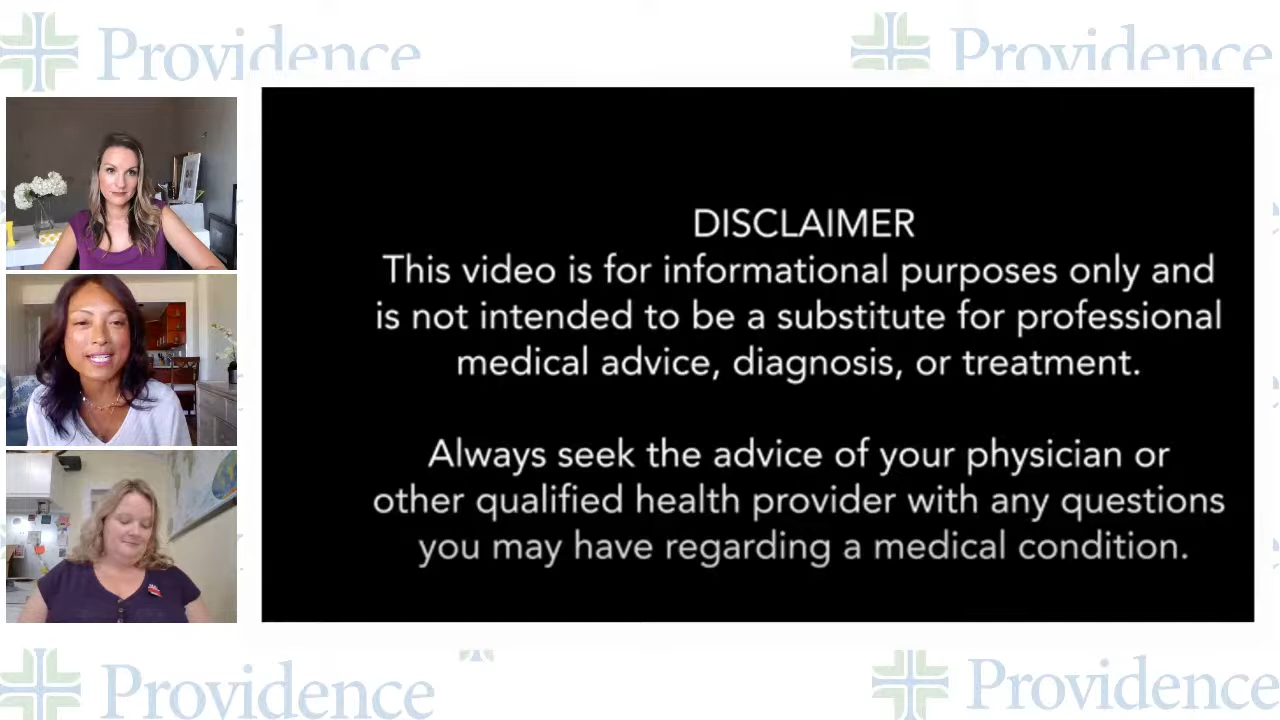 Providence
Providence
DISCLAIMER
This video is for informational purposes only and
is not intended to be a substitute for professional
medical advice, diagnosis, or treatment.
Always seek the advice of your physician or
other qualified health provider with any questions
you may have regarding a medical condition.
Providence
Providence